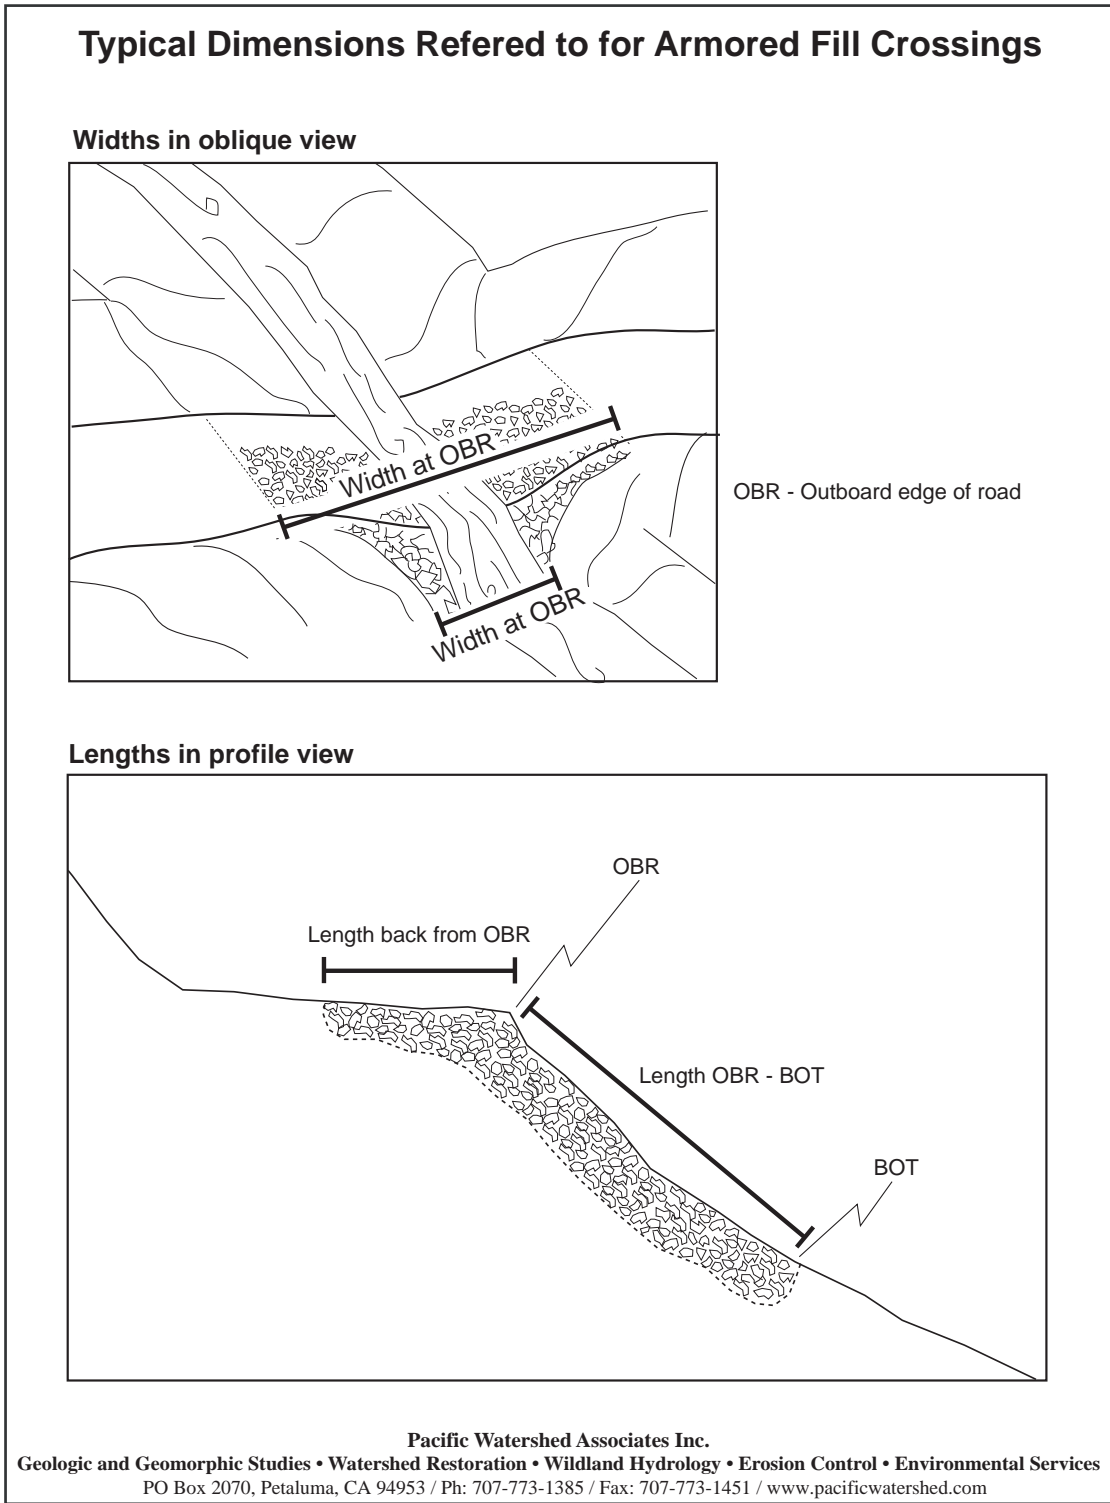 Typical Dimensions Refered to for Armored Fill Crossings
Widths in oblique view
Width at OBR
OBR - Outboard edge of road
Width at OBR
Lengths in profile view
OBR
Length back from OBR
Length OBR - BOT
BOT
Pacific Watershed Associates Inc.
Geologic and Geomorphic Studies • Watershed Restoration • Wildland Hydrology • Erosion Control • Environmental Services
PO Box 2070, Petaluma, CA 94953 / Ph: 707-773-1385 / Fax: 707-773-1451 / www.pacificwatershed.com